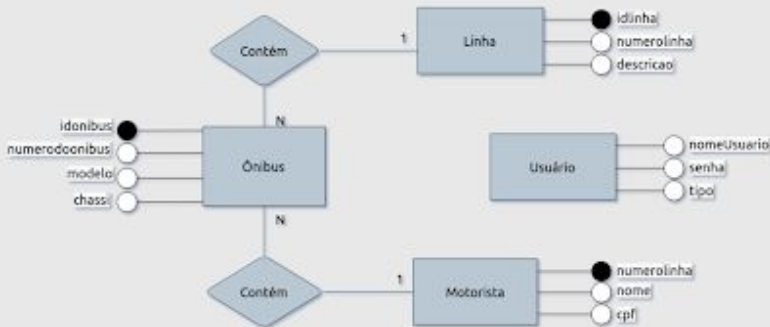 idlinha
Contém
1
Linha
numerolinha
descricao
N
idonibus
numerodoonibus
Ônibus
modelo
chassi
nomeUsuario
Usuário
senha
tipo
N
Contém
1
Motorista
numerolinha
nome
cpf